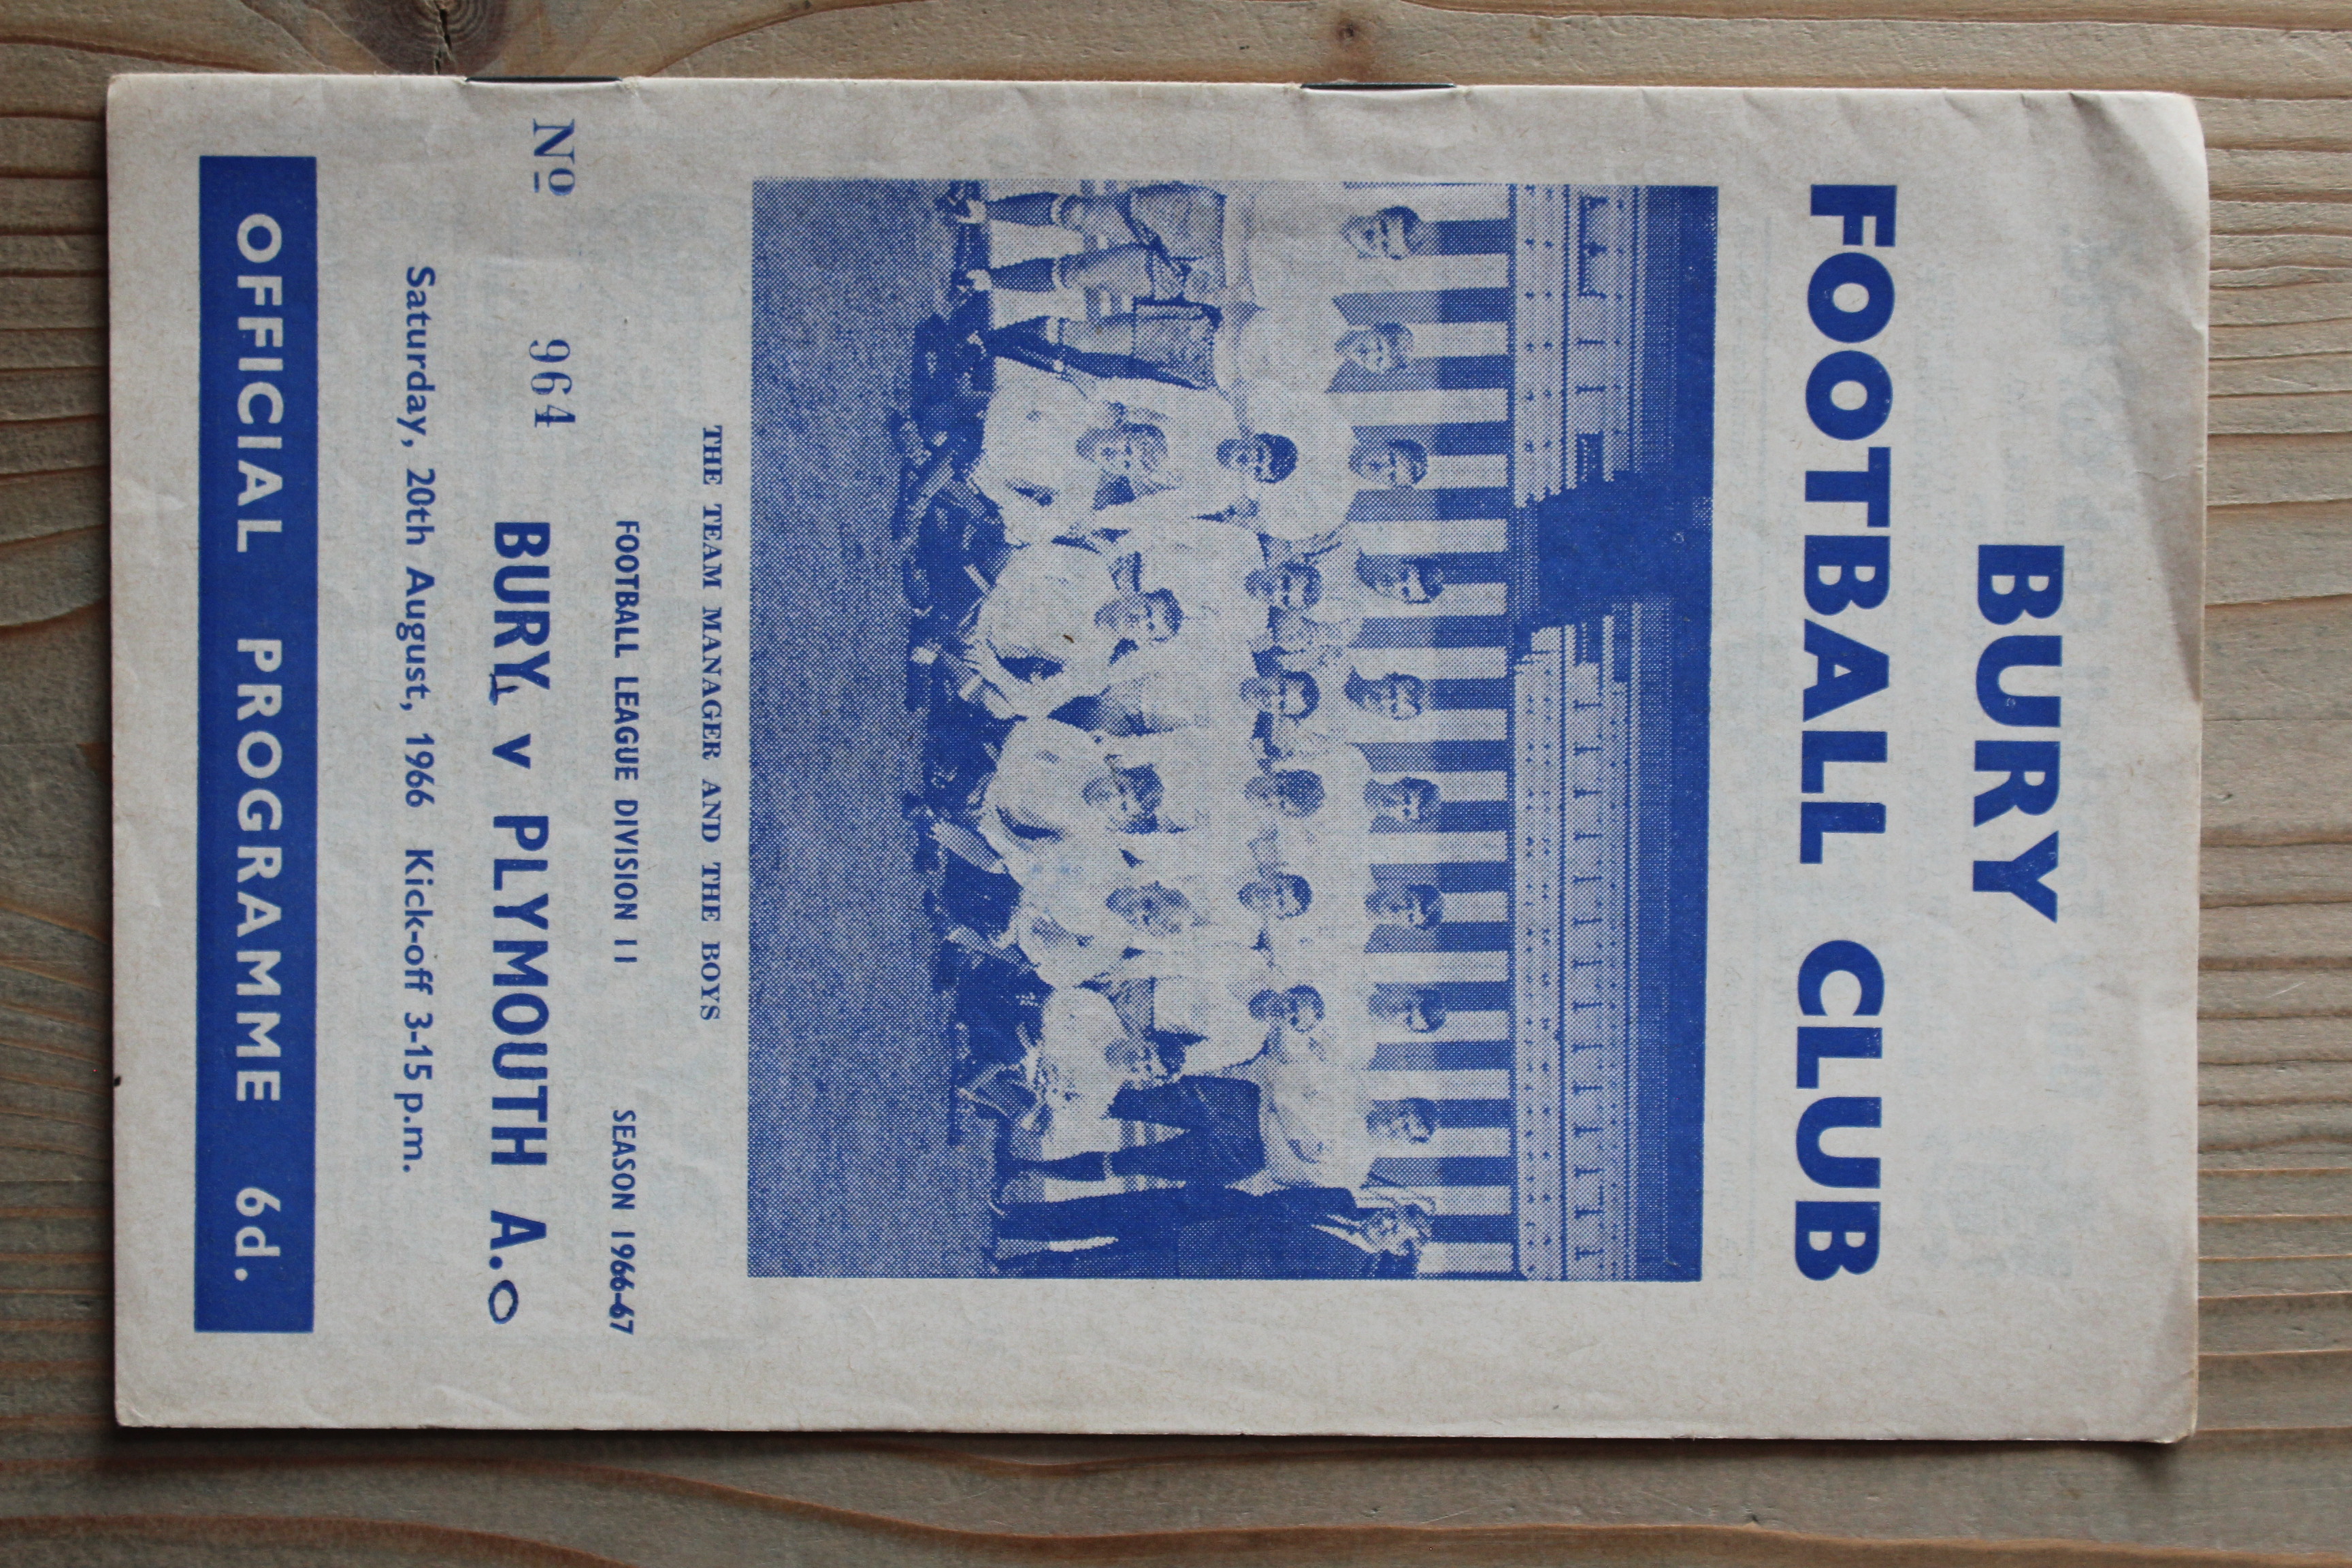 BURY
FOOTBALL CLUB
THE TEAM MANAGER AND THE BOYS
FOOTBALL LEAGUE DIVISION 11 SEASON 1966-67
No 964
BURY 1 v PLYMOUTH A. 0
Saturday, 20th August, 1966 Kick-off 3-15 p.m.
OFFICIAL PROGRAMME 6d.